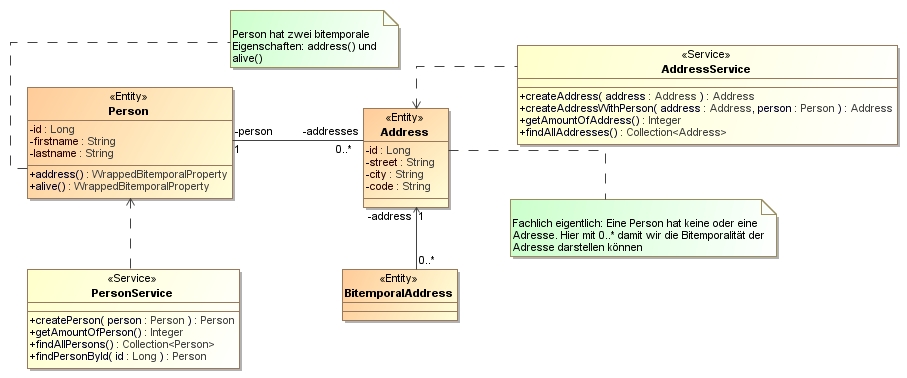 Person hat zwei bitemporale
Eigenschaften: address() und
alive()
«Service»
AddressService
+createAddress( address : Address ) : Address
+createAddressWithPerson( address : Address, person : Person ) : Address
+getAmountOfAddress() : Integer
+findAllAddresses() : Collection<Address>
«Entity»
Person
-id : Long
-firstname : String
-lastname : String
+address() : WrappedBitemporalProperty
+alive() : WrappedBitemporalProperty
-person
1
-addresses
0..*
«Entity»
Address
-id : Long
-street : String
-city : String
-code : String
-address
1
0..*
Fachlich eigentlich: Eine Person hat keine oder eine
Adresse. Hier mit 0..* damit wir die Bitemporalität der
Adresse darstellen können
«Service»
PersonService
+createPerson( person : Person ) : Person
+getAmountOfPerson() : Integer
+findAllPersons() : Collection<Person>
+findPersonById( id : Long ) : Person
«Entity»
BitemporalAddress